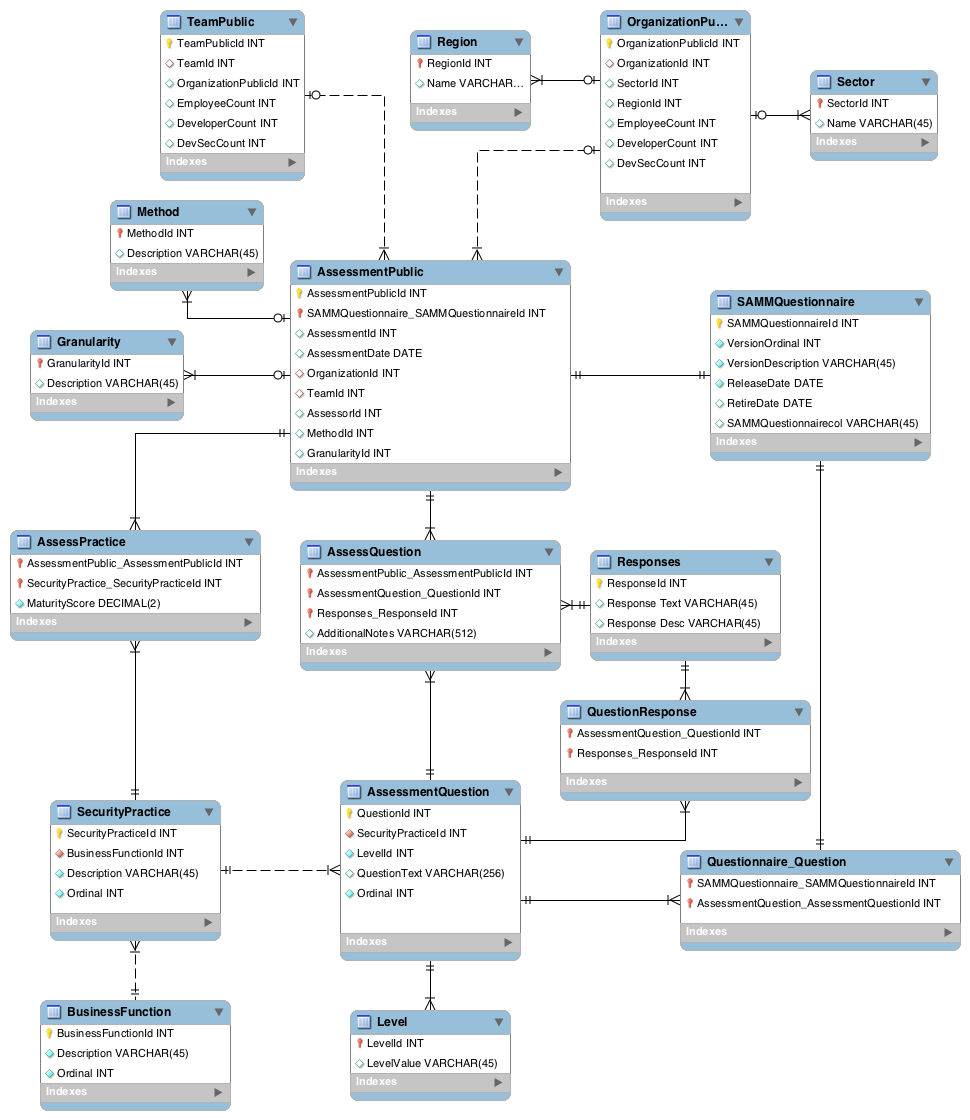 TeamPublic
TeamPublicId INT
TeamId INT
OrganizationPublicId INT
EmployeeCount INT
DeveloperCount INT
DevSecCount INT
Indexes
Region
RegionId INT
Name VARCHAR...
Indexes
OrganizationPu...
OrganizationPublicId INT
OrganizationId INT
SectorId INT
RegionId INT
EmployeeCount INT
DeveloperCount INT
DevSecCount INT
Indexes
Sector
SectorId INT
Name VARCHAR(45)
Indexes
Method
MethodId INT
Description VARCHAR(45)
Indexes
Granularity
GranularityId INT
Description VARCHAR(45)
Indexes
AssessmentPublic
AssessmentPublicId INT
SAMMQuestionnaire_SAMMQuestionnaireId INT
AssessmentId INT
AssessmentDate DATE
OrganizationId INT
TeamId INT
AssessorId INT
MethodId INT
GranularityId INT
Indexes
SAMMQuestionnaire
SAMMQuestionnaireId INT
VersionOrdinal INT
VersionDescription VARCHAR(45)
ReleaseDate DATE
RetireDate DATE
SAMMQuestionnairecol VARCHAR(45)
Indexes
AssessPractice
AssessmentPublic_AssessmentPublicId INT
SecurityPractice_SecurityPracticeId INT
MaturityScore DECIMAL(2)
Indexes
AssessQuestion
AssessmentPublic_AssessmentPublicId INT
AssessmentQuestion_QuestionId INT
Responses_ResponseId INT
AdditionalNotes VARCHAR(512)
Indexes
Responses
ResponseId INT
Response Text VARCHAR(45)
Response Desc VARCHAR(45)
Indexes
QuestionResponse
AssessmentQuestion_QuestionId INT
Responses_ResponseId INT
Indexes
SecurityPractice
SecurityPracticeId INT
BusinessFunctionId INT
Description VARCHAR(45)
Ordinal INT
Indexes
AssessmentQuestion
QuestionId INT
SecurityPracticeId INT
LevelId INT
QuestionText VARCHAR(256)
Ordinal INT
Indexes
Questionnaire_Question
SAMMQuestionnaire_SAMMQuestionnaireId INT
AssessmentQuestion_AssessmentQuestionId INT
Indexes
BusinessFunction
BusinessFunctionId INT
Description VARCHAR(45)
Ordinal INT
Indexes
Level
LevelId INT
LevelValue VARCHAR(45)
Indexes